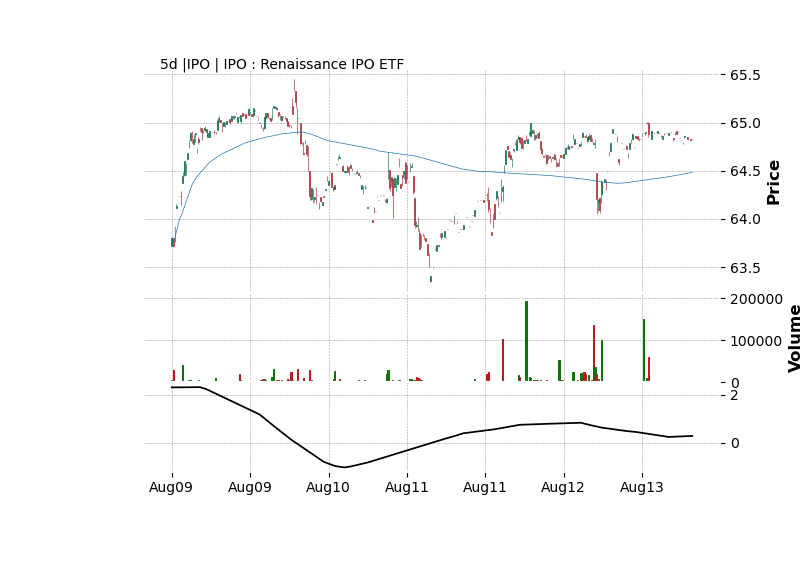 5d |IPO | IPO : Renaissance IPO ETF
65.5
65.0
64.5
64.0
63.5
Price
200000
100000
0
Volume
2
0
Aug09 Aug09 Aug10 Aug11 Aug11 Aug12 Aug13